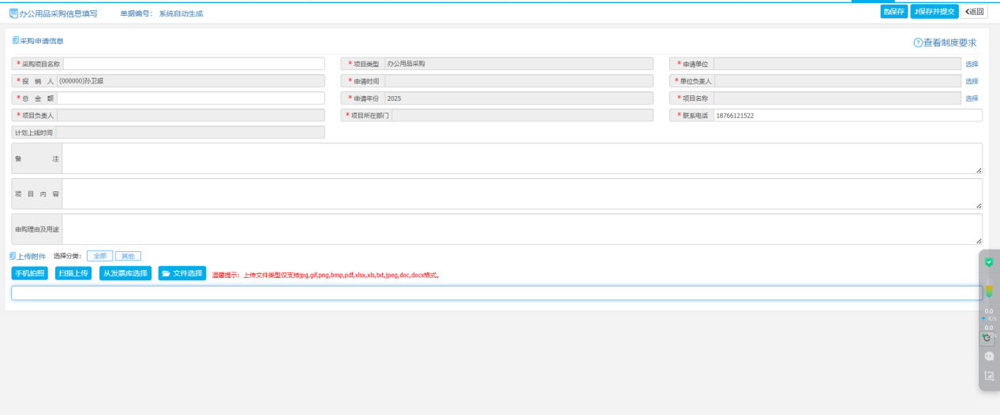 办公用品采购信息填写 单据编号： 系统自动生成 保存 保存并提交 返回
采购申请信息 查看制度要求
* 采购项目名称 * 项目类型 办公用品采购 * 申请单位 选择
* 报 销 人 (000000)孙卫超 * 申请时间 * 单位负责人 选择
* 总 金 额 * 申请年份 2025 * 项目名称 选择
* 项目负责人 * 项目所在部门 * 联系电话 18766121522
计划上线时间
备 注
项 目 内 容
申购理由及用途
上传附件 选择分类： 全部 其他
手机拍照 扫描上传 从发票库选择 文件选择 温馨提示：上传文件类型仅支持jpg,gif,png,bmp,pdf,xlsx,xls,txt,jpeg,doc,docx格式。
0.0
K/s
0.0